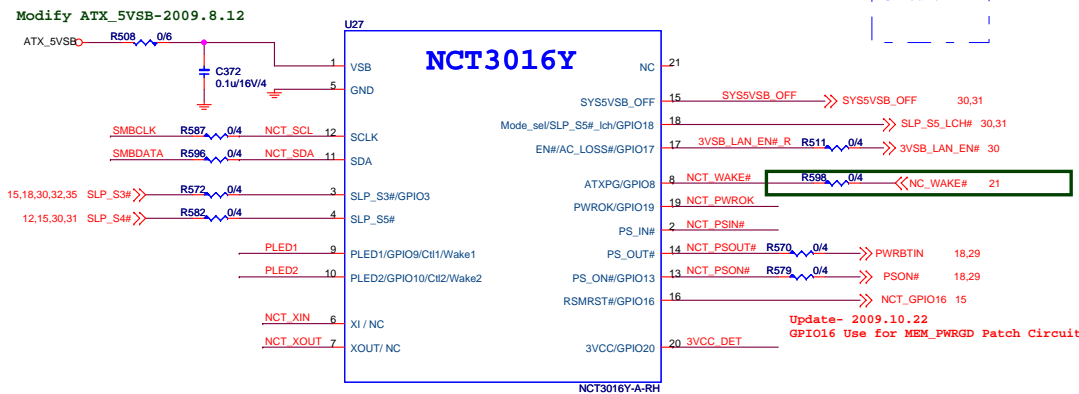 Modify ATX_5VSB-2009.8.12
U27
ATX_5VSB R508 0/6
NCT3016Y
C372
0.1u/16V/4
1 VSB
5 GND
NC 21
SYS5VSB_OFF 15 SYS5VSB_OFF SYS5VSB_OFF 30,31
Mode_sel/SLP_S5#_lch/GPIO18 18 SLP_S5_LCH# 30,31
SMBCLK R587 0/4 NCT_SCL 12 SCLK
EN#/AC_LOSS#/GPIO17 17 3VSB_LAN_EN#_R R511 0/4 3VSB_LAN_EN# 30
SMBDATA R596 0/4 NCT_SDA 11 SDA
ATXPG/GPIO8 8 NCT_WAKE# R598 0/4 NC_WAKE# 21
15,18,30,32,35 SLP_S3# R572 0/4 3 SLP_S3#/GPIO3
PWROK/GPIO19 19 NCT_PWROK
12,15,30,31 SLP_S4# R582 0/4 4 SLP_S5#
PS_IN# 2 NCT_PSIN#
PLED1 9 PLED1/GPIO9/Ctl1/Wake1
PS_OUT# 14 NCT_PSOUT# R570 0/4 PWRBTIN 18,29
PLED2 10 PLED2/GPIO10/Ctl2/Wake2
PS_ON#/GPIO13 13 NCT_PSON# R579 0/4 PSON# 18,29
RSMRST#/GPIO16 16 NCT_GPIO16 15
NCT_XIN 6 XI / NC
Update- 2009.10.22
GPIO16 Use for MEM_PWRGD Patch Circuit
NCT_XOUT 7 XOUT/ NC
3VCC/GPIO20 20 3VCC_DET
NCT3016Y-A-RH